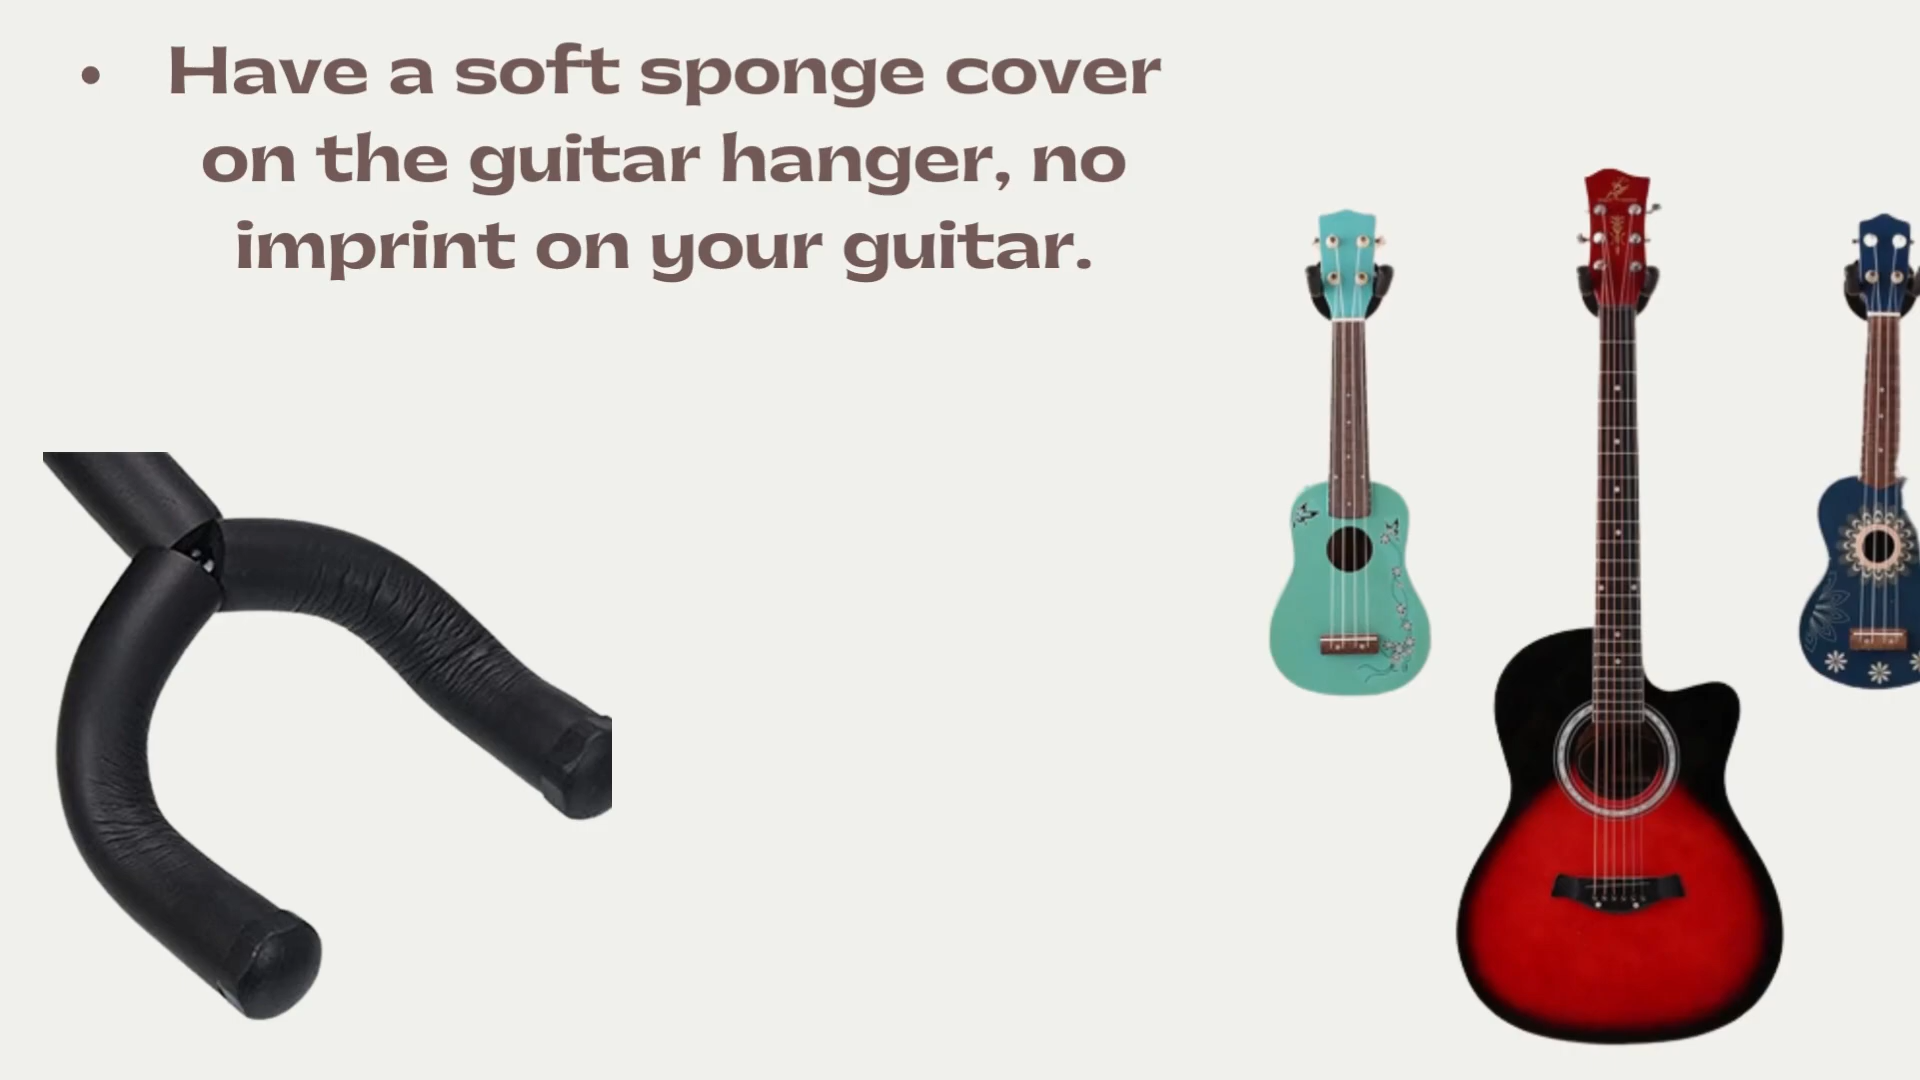 • Have a soft sponge cover
on the guitar hanger, no
imprint on your guitar.